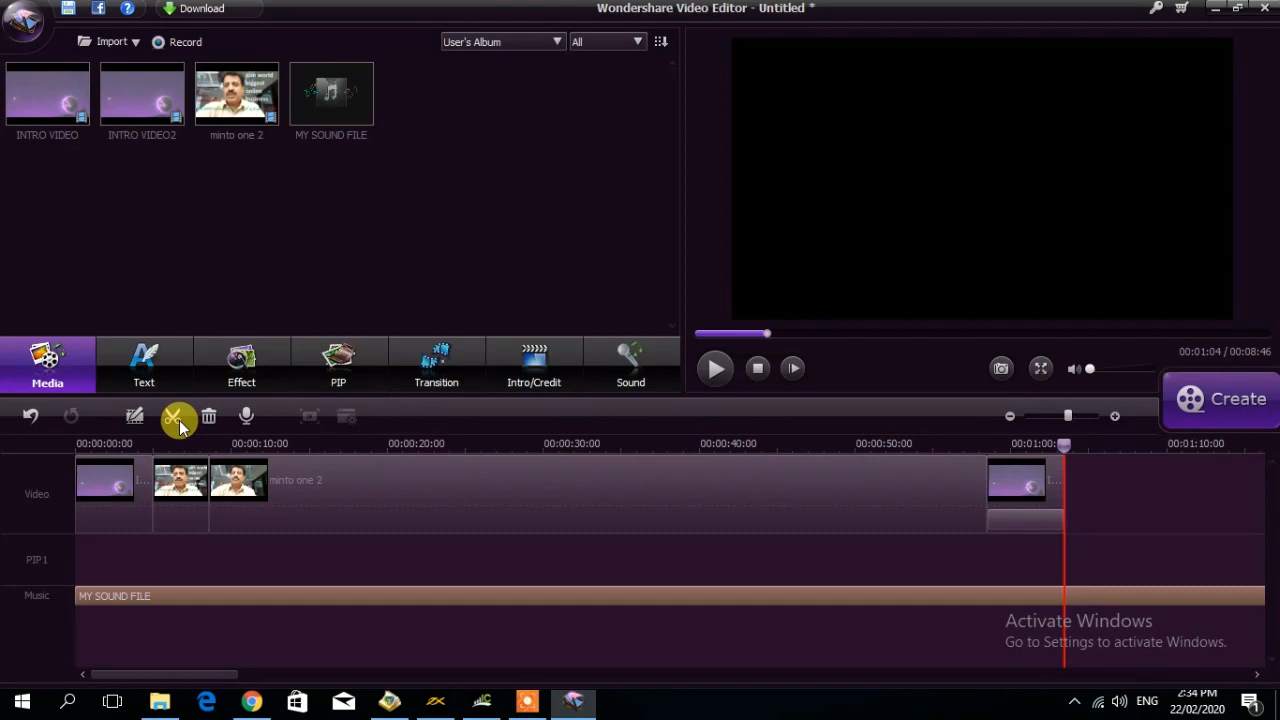 Wondershare Video Editor - Untitled *
Download
Import
Record
User's Album
All
INTRO VIDEO
INTRO VIDEO2
minto one 2
MY SOUND FILE
00:01:04 / 00:08:46
Media
Text
Effect
PIP
Transition
Intro/Credit
Sound
Create
00:00:00:00
00:00:10:00
00:00:20:00
00:00:30:00
00:00:40:00
00:00:50:00
00:01:00:
00:01:10:00
Video
I...
minto one 2
I...
PIP1
Music
MY SOUND FILE
Activate Windows
Go to Settings to activate Windows.
ENG
2:34 PM
22/02/2020
1